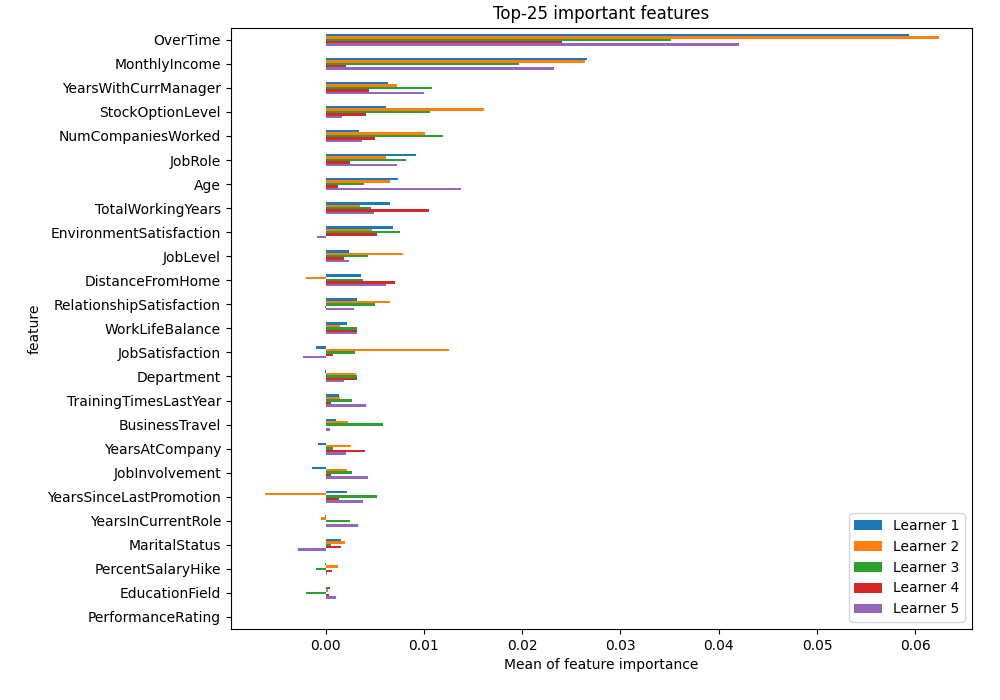 Top-25 important features
OverTime
MonthlyIncome
YearsWithCurrManager
StockOptionLevel
NumCompaniesWorked
JobRole
Age
TotalWorkingYears
EnvironmentSatisfaction
JobLevel
DistanceFromHome
RelationshipSatisfaction
WorkLifeBalance
JobSatisfaction
Department
TrainingTimesLastYear
BusinessTravel
YearsAtCompany
JobInvolvement
YearsSinceLastPromotion
YearsInCurrentRole
MaritalStatus
PercentSalaryHike
EducationField
PerformanceRating
feature
Learner 1
Learner 2
Learner 3
Learner 4
Learner 5
0.00 0.01 0.02 0.03 0.04 0.05 0.06
Mean of feature importance